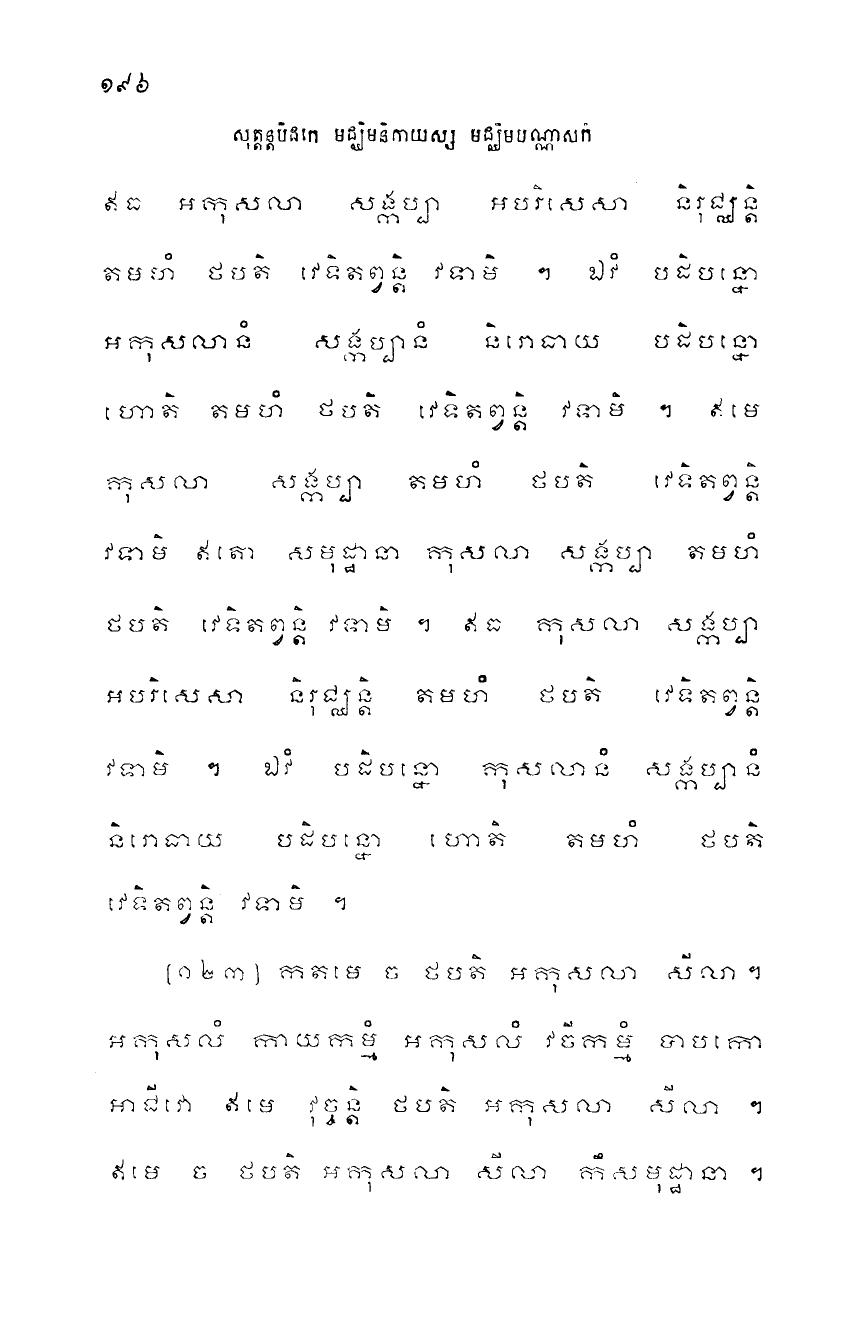 ១៩៦
សុត្តន្តបិដកេ មជ្ឈិមនិកាយស្ស មជ្ឈិមបណ្ណាសកំ
ឥធ អកុសលា សង្កប្បា អបរិសេសា និរុជ្ឈន្តិ
តមហំ ថបតិ វេទិតព្វន្តិ វទាមិ ។ ឯវំ បដិបន្នោ
អកុសលានំ សង្កប្បានំ និរោធាយ បដិបន្នោ
ហោតិ តមហំ ថបតិ វេទិតព្វន្តិ វទាមិ ។ ឥមេ
កុសលា សង្កប្បា តមហំ ថបតិ វេទិតព្វន្តិ
វទាមិ ឥតោ សមុដ្ឋានា កុសលា សង្កប្បា តមហំ
ថបតិ វេទិតព្វន្តិ វទាមិ ។ ឥធ កុសលា សង្កប្បា
អបរិសេសា និរុជ្ឈន្តិ តមហំ ថបតិ វេទិតព្វន្តិ
វទាមិ ។ ឯវំ បដិបន្នោ កុសលានំ សង្កប្បានំ
និរោធាយ បដិបន្នោ ហោតិ តមហំ ថបតិ
វេទិតព្វន្តិ វទាមិ ។
[១២៣] កតមេ ច ថបតិ អកុសលា សីលា ។
អកុសលំ កាយកម្មំ អកុសលំ វចីកម្មំ បាបកោ
អាជីវោ ឥមេ វុច្ចន្តិ ថបតិ អកុសលា សីលា ។
ឥមេ ច ថបតិ អកុសលា សីលា កឹសមុដ្ឋានា ។